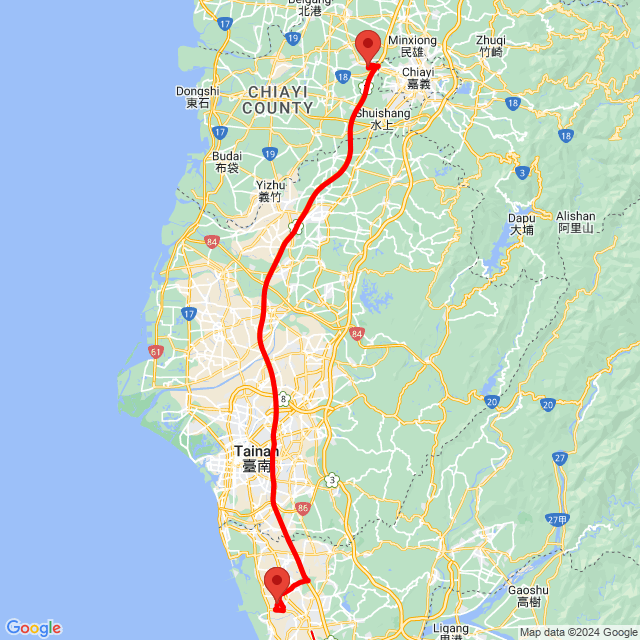 Beigang
北港
Minxiong
民雄
Zhuqi
竹崎
18
Chiayi
嘉義
Dongshi
東石
CHIAYI
COUNTY
17
Shuishang
水上
18
18
19
3
Budai
布袋
Yizhu
義竹
Dapu
大埔
Alishan
阿里山
84
17
84
61
8
20
20
Tainan
臺南
27
3
86
27甲
Gaoshu
高樹
Liqang
里港
Google
Map data ©2024 Google